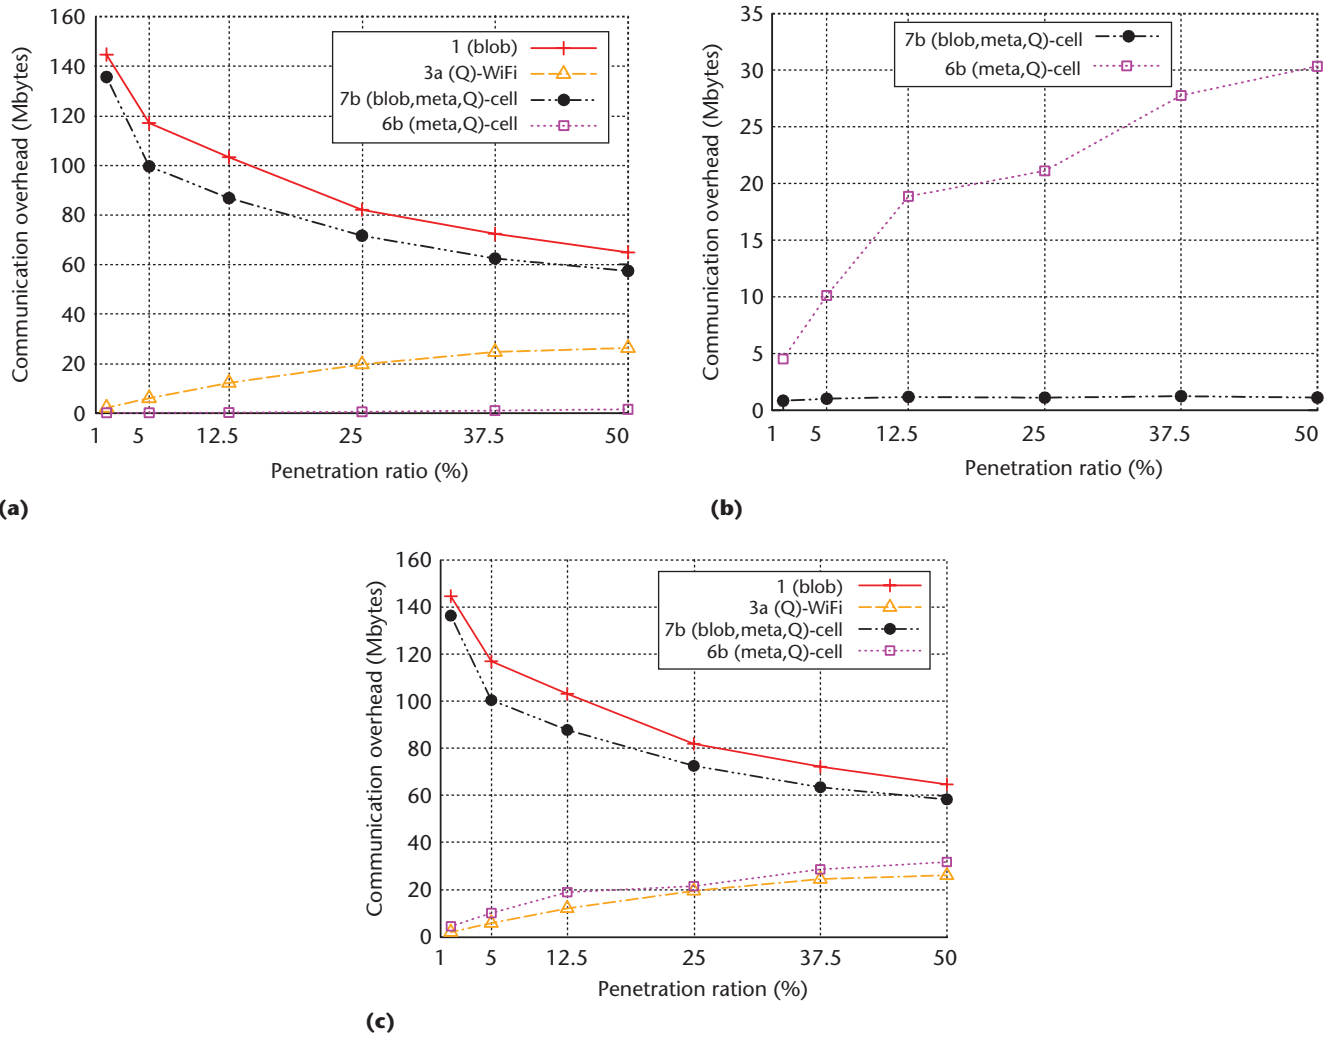 160
140
120
100
80
60
40
20
0
Communication overhead (Mbytes)
1 (blob)
3a (Q)-WiFi
7b (blob,meta,Q)-cell
6b (meta,Q)-cell
1 5 12.5 25 37.5 50
Penetration ratio (%)
(a)
35
30
25
20
15
10
5
0
Communication overhead (Mbytes)
7b (blob,meta,Q)-cell
6b (meta,Q)-cell
1 5 12.5 25 37.5 50
Penetration ratio (%)
(b)
160
140
120
100
80
60
40
20
0
Communication overhead (Mbytes)
1 (blob)
3a (Q)-WiFi
7b (blob,meta,Q)-cell
6b (meta,Q)-cell
1 5 12.5 25 37.5 50
Penetration ration (%)
(c)